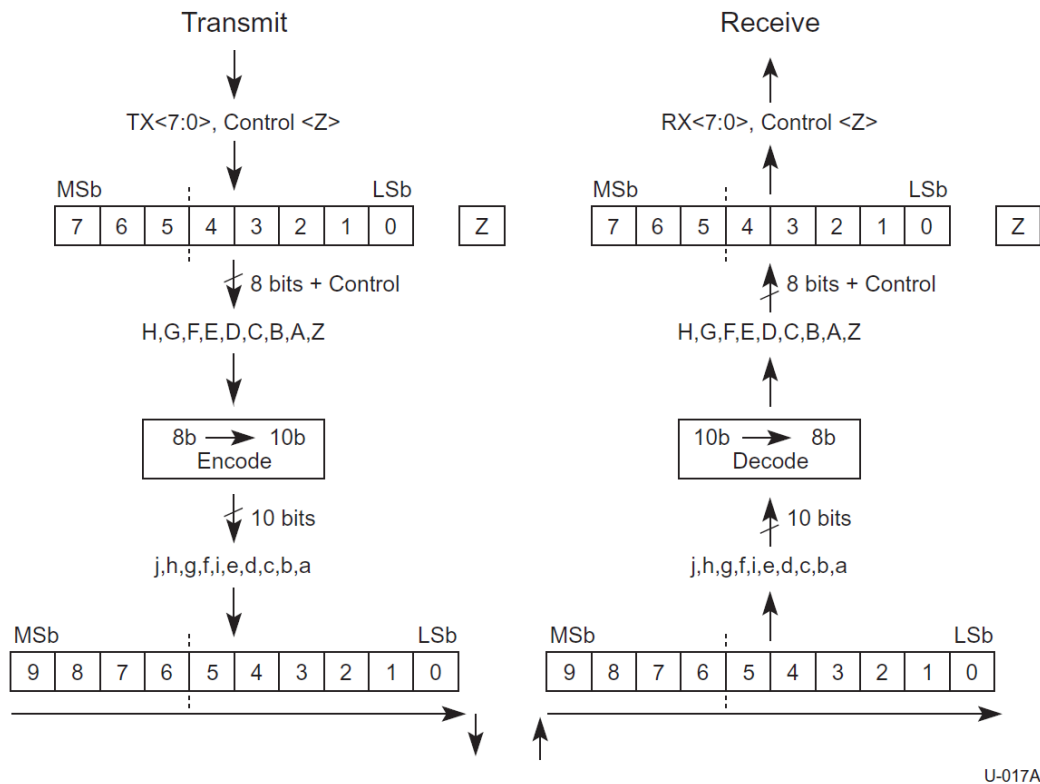 Transmit
TX<7:0>, Control <Z>
MSb LSb
7 6 5 4 3 2 1 0 Z
8 bits + Control
H,G,F,E,D,C,B,A,Z
8b 10b
Encode
10 bits
j,h,g,f,i,e,d,c,b,a
MSb LSb
9 8 7 6 5 4 3 2 1 0
Receive
RX<7:0>, Control <Z>
MSb LSb
7 6 5 4 3 2 1 0 Z
8 bits + Control
H,G,F,E,D,C,B,A,Z
10b 8b
Decode
10 bits
j,h,g,f,i,e,d,c,b,a
MSb LSb
9 8 7 6 5 4 3 2 1 0
U-017A